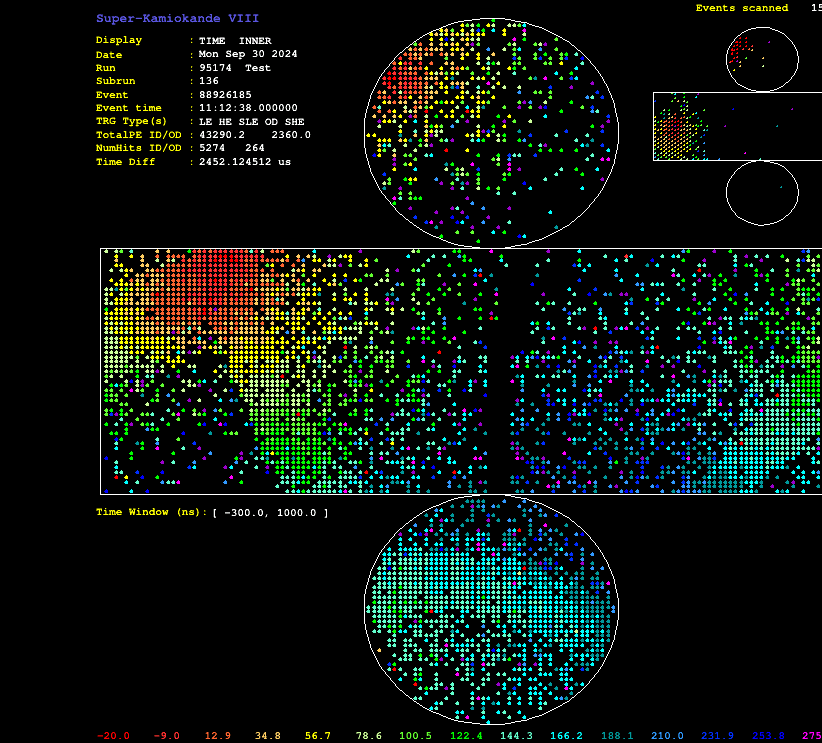 Super-Kamiokande VIII
Events scanned 15
Display : TIME INNER
Date : Mon Sep 30 2024
Run : 95174 Test
Subrun : 136
Event : 88926185
Event time : 11:12:38.000000
TRG Type(s) : LE HE SLE OD SHE
TotalPE ID/OD : 43290.2 2360.0
NumHits ID/OD : 5274 264
Time Diff : 2452.124512 us
Time Window (ns): [ -300.0, 1000.0 ]
-20.0 -9.0 12.9 34.8 56.7 78.6 100.5 122.4 144.3 166.2 188.1 210.0 231.9 253.8 275